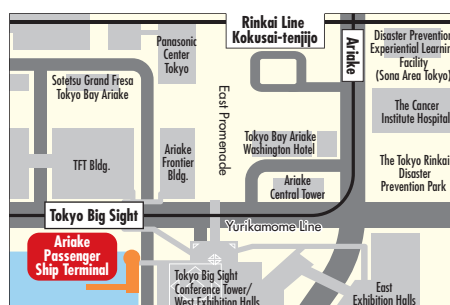 Rinkai Line
Kokusai-tenjijo
Panasonic
Center
Tokyo
Ariake
Disaster Prevention
Experiential Learning
Facility
(Sona Area Tokyo)
Sotetsu Grand Fresa
Tokyo Bay Ariake
East Promenade
The Cancer
Institute Hospital
Tokyo Bay Ariake
Washington Hotel
TFT Bldg.
Ariake
Frontier
Bldg.
Ariake
Central Tower
The Tokyo Rinkai
Disaster
Prevention Park
Tokyo Big Sight
Yurikamome Line
Ariake
Passenger
Ship Terminal
Tokyo Big Sight
Conference Tower/
West Exhibition Halls
East
Exhibition Halls